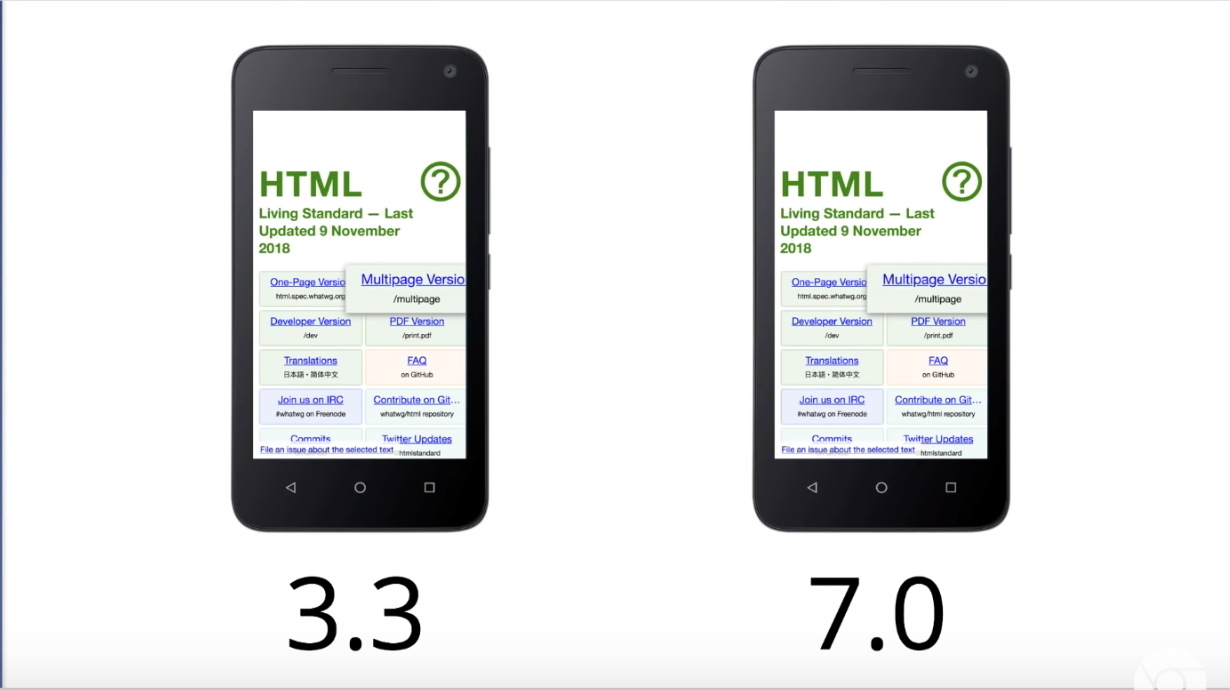 HTML
Living Standard — Last
Updated 9 November
2018
One-Page Versio
html.spec.whatwg.org
Multipage Versio
/multipage
Developer Version
/dev
PDF Version
/print.pdf
Translations
日本語 • 简体中文
FAQ
on GitHub
Join us on IRC
#whatwg on Freenode
Contribute on Git...
whatwg/html repository
Commits
Twitter Updates
File an issue about the selected text
htmlstandard
3.3
HTML
Living Standard — Last
Updated 9 November
2018
One-Page Versio
html.spec.whatwg.org
Multipage Versio
/multipage
Developer Version
/dev
PDF Version
/print.pdf
Translations
日本語 • 简体中文
FAQ
on GitHub
Join us on IRC
#whatwg on Freenode
Contribute on Git...
whatwg/html repository
Commits
Twitter Updates
File an issue about the selected text
htmlstandard
7.0